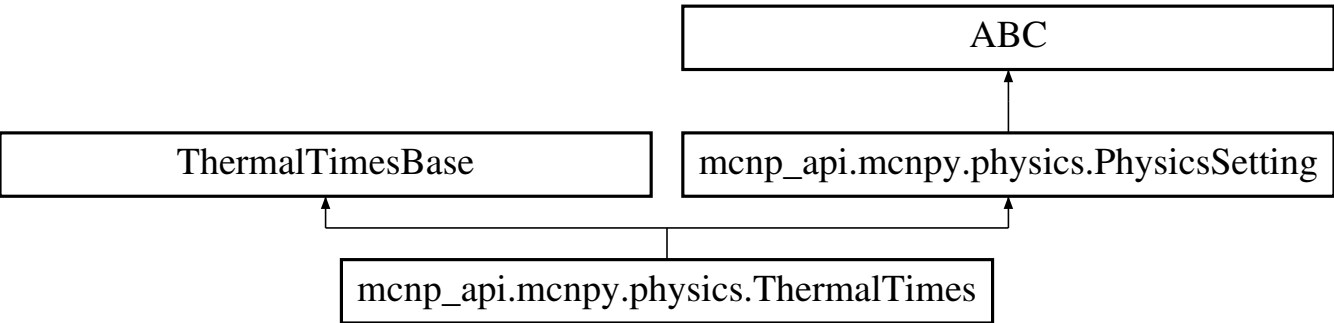 ABC
ThermalTimesBase
mcnp_api.mcnpy.physics.PhysicsSetting
mcnp_api.mcnpy.physics.ThermalTimes